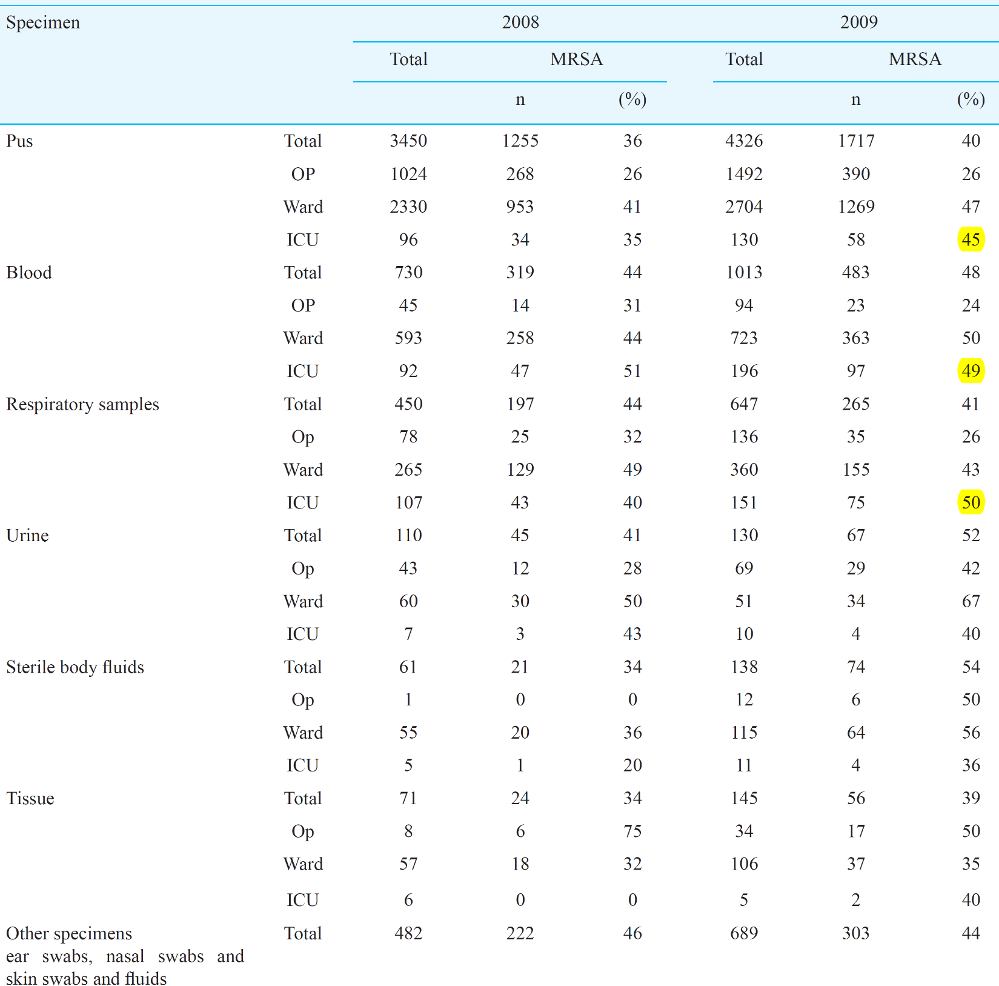 Specimen 2008 2009
Total MRSA Total MRSA
n (%) n (%)
Pus Total 3450 1255 36 4326 1717 40
OP 1024 268 26 1492 390 26
Ward 2330 953 41 2704 1269 47
ICU 96 34 35 130 58 45
Blood Total 730 319 44 1013 483 48
OP 45 14 31 94 23 24
Ward 593 258 44 723 363 50
ICU 92 47 51 196 97 49
Respiratory samples Total 450 197 44 647 265 41
Op 78 25 32 136 35 26
Ward 265 129 49 360 155 43
ICU 107 43 40 151 75 50
Urine Total 110 45 41 130 67 52
Op 43 12 28 69 29 42
Ward 60 30 50 51 34 67
ICU 7 3 43 10 4 40
Sterile body fluids Total 61 21 34 138 74 54
Op 1 0 0 12 6 50
Ward 55 20 36 115 64 56
ICU 5 1 20 11 4 36
Tissue Total 71 24 34 145 56 39
Op 8 6 75 34 17 50
Ward 57 18 32 106 37 35
ICU 6 0 0 5 2 40
Other specimens Total 482 222 46 689 303 44
ear swabs, nasal swabs and
skin swabs and fluids